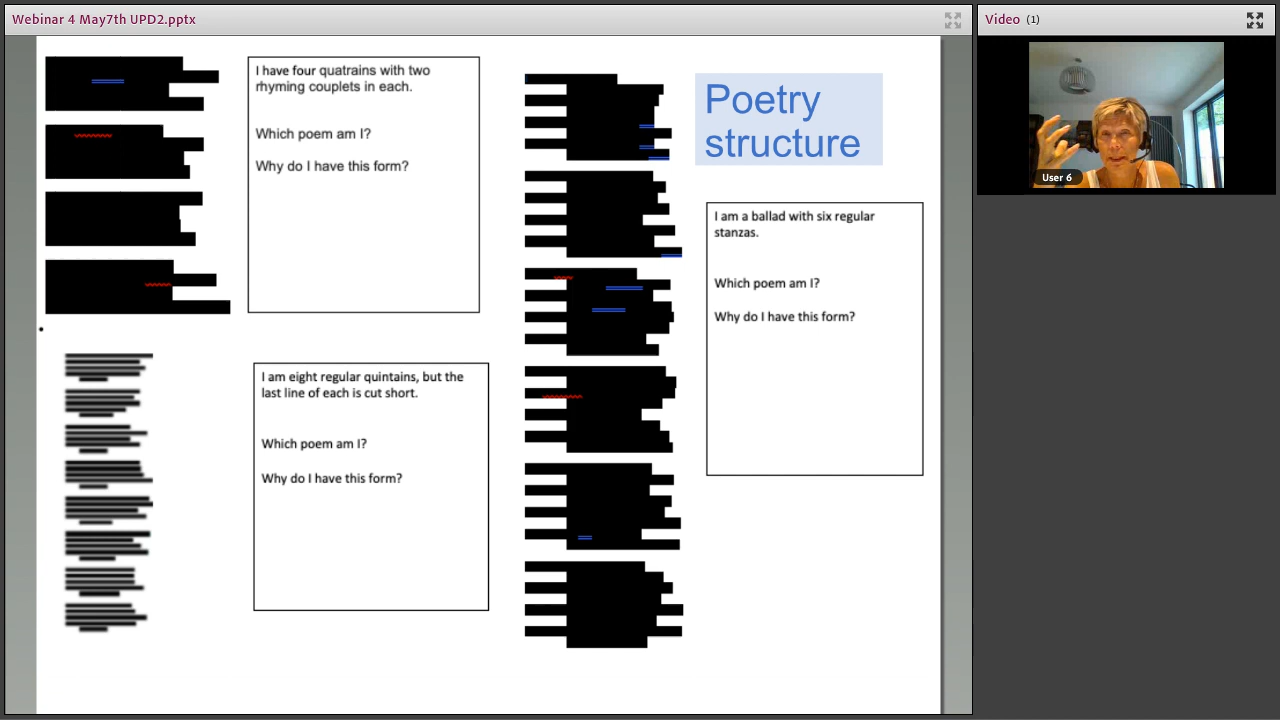 Webinar 4 May7th UPD2.pptx
Video (1)
User 6
I have four quatrains with two
rhyming couplets in each.
Which poem am I?
Why do I have this form?
Poetry
structure
I am a ballad with six regular
stanzas.
Which poem am I?
Why do I have this form?
I am eight regular quintains, but the
last line of each is cut short.
Which poem am I?
Why do I have this form?